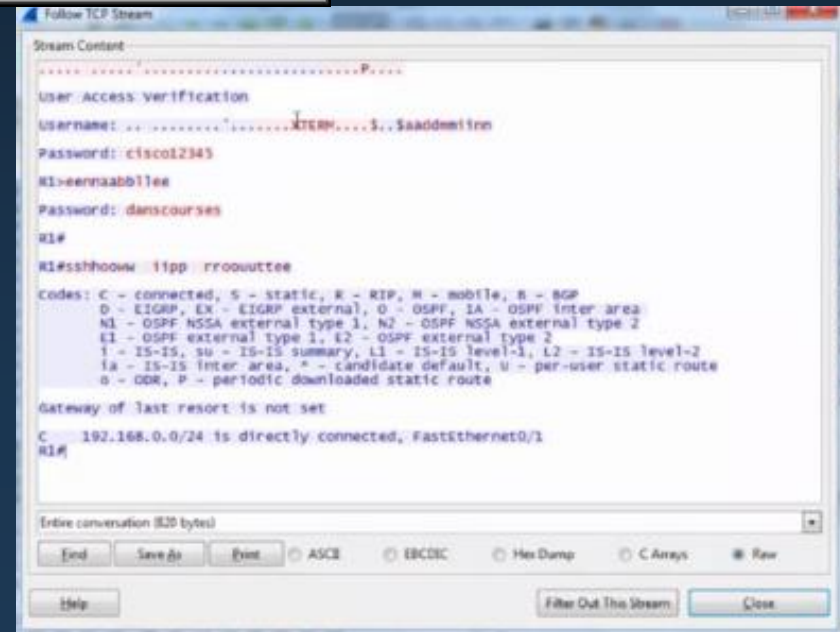 Follow TCP Stream
Stream Content
..... .....'............................P....
User Access Verification
Username: .. ........'.......XTERM....$..$aaddmmiinn
Password: cisco12345
R1>eennaabbllee
Password: danscourses
R1#
R1#sshhooww  iipp  rroouuttee
Codes: C - connected, S - static, R - RIP, M - mobile, B - BGP
D - EIGRP, EX - EIGRP external, O - OSPF, IA - OSPF inter area
N1 - OSPF NSSA external type 1, N2 - OSPF NSSA external type 2
E1 - OSPF external type 1, E2 - OSPF external type 2
i - IS-IS, su - IS-IS summary, L1 - IS-IS level-1, L2 - IS-IS level-2
ia - IS-IS inter area, * - candidate default, U - per-user static route
o - ODR, P - periodic downloaded static route
Gateway of last resort is not set
C    192.168.0.0/24 is directly connected, FastEthernet0/1
R1#
Entire conversation (820 bytes)
Find Save As Print ASCII EBCDIC Hex Dump C Arrays Raw
Help Filter Out This Stream Close